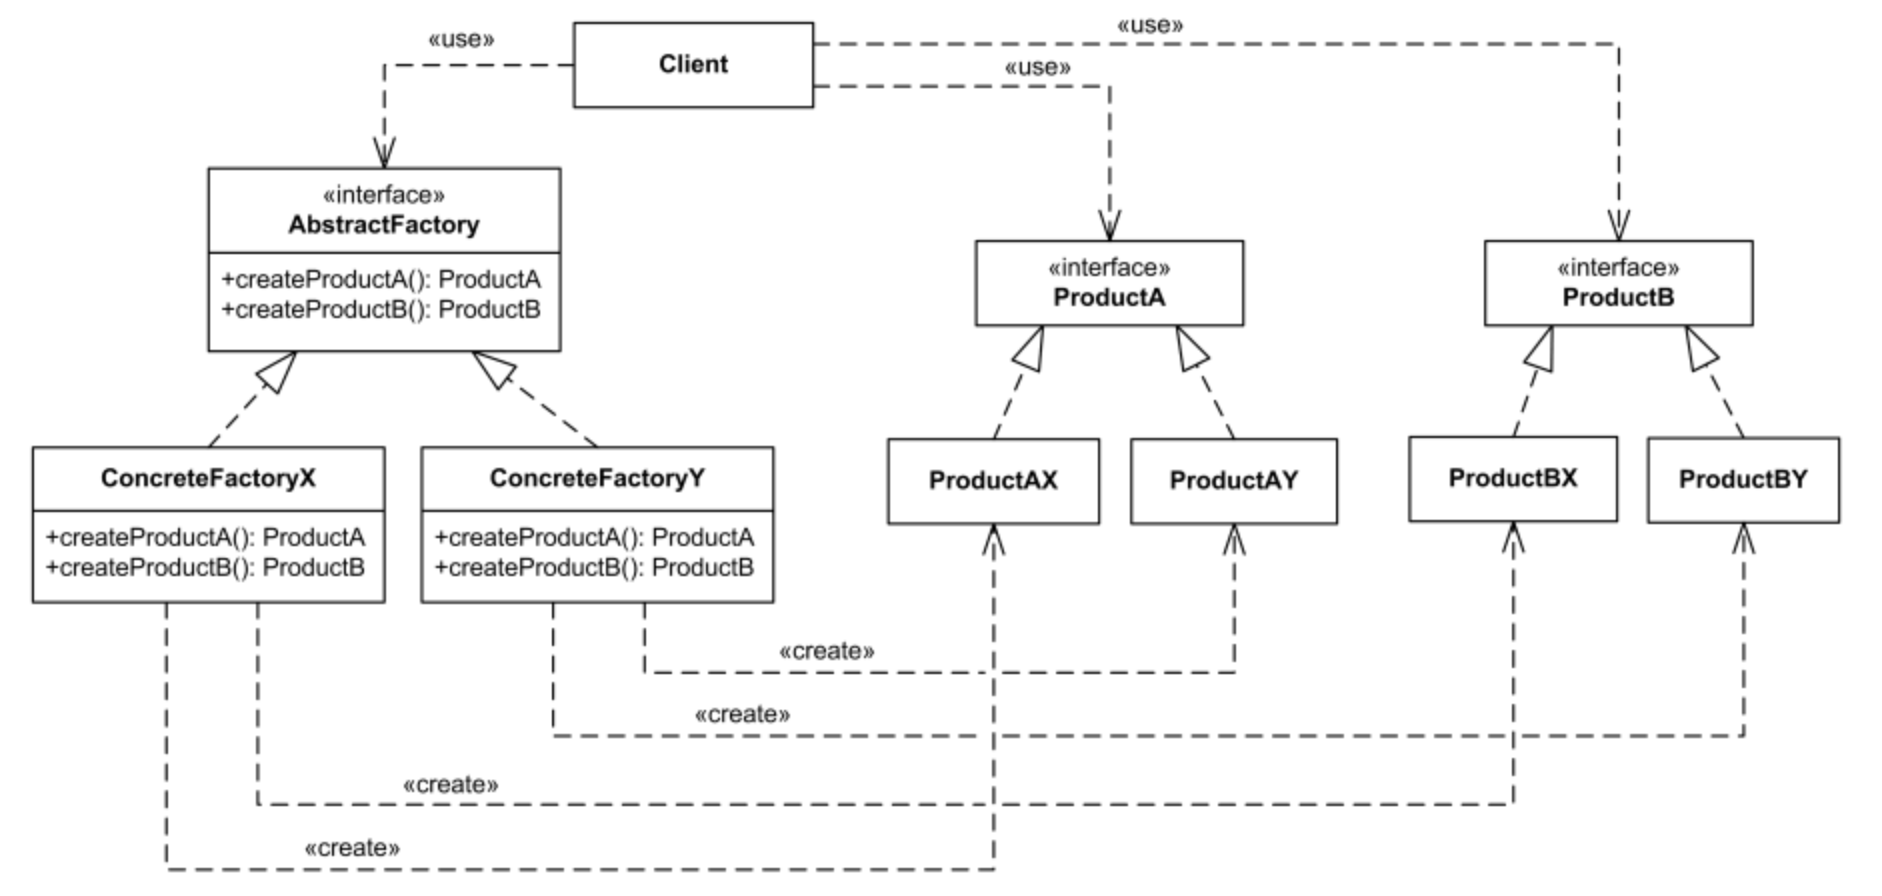 «use»
Client
«use»
«use»
«interface»
AbstractFactory
+createProductA(): ProductA
+createProductB(): ProductB
«interface»
ProductA
«interface»
ProductB
ConcreteFactoryX
+createProductA(): ProductA
+createProductB(): ProductB
ConcreteFactoryY
+createProductA(): ProductA
+createProductB(): ProductB
ProductAX
ProductAY
ProductBX
ProductBY
«create»
«create»
«create»
«create»